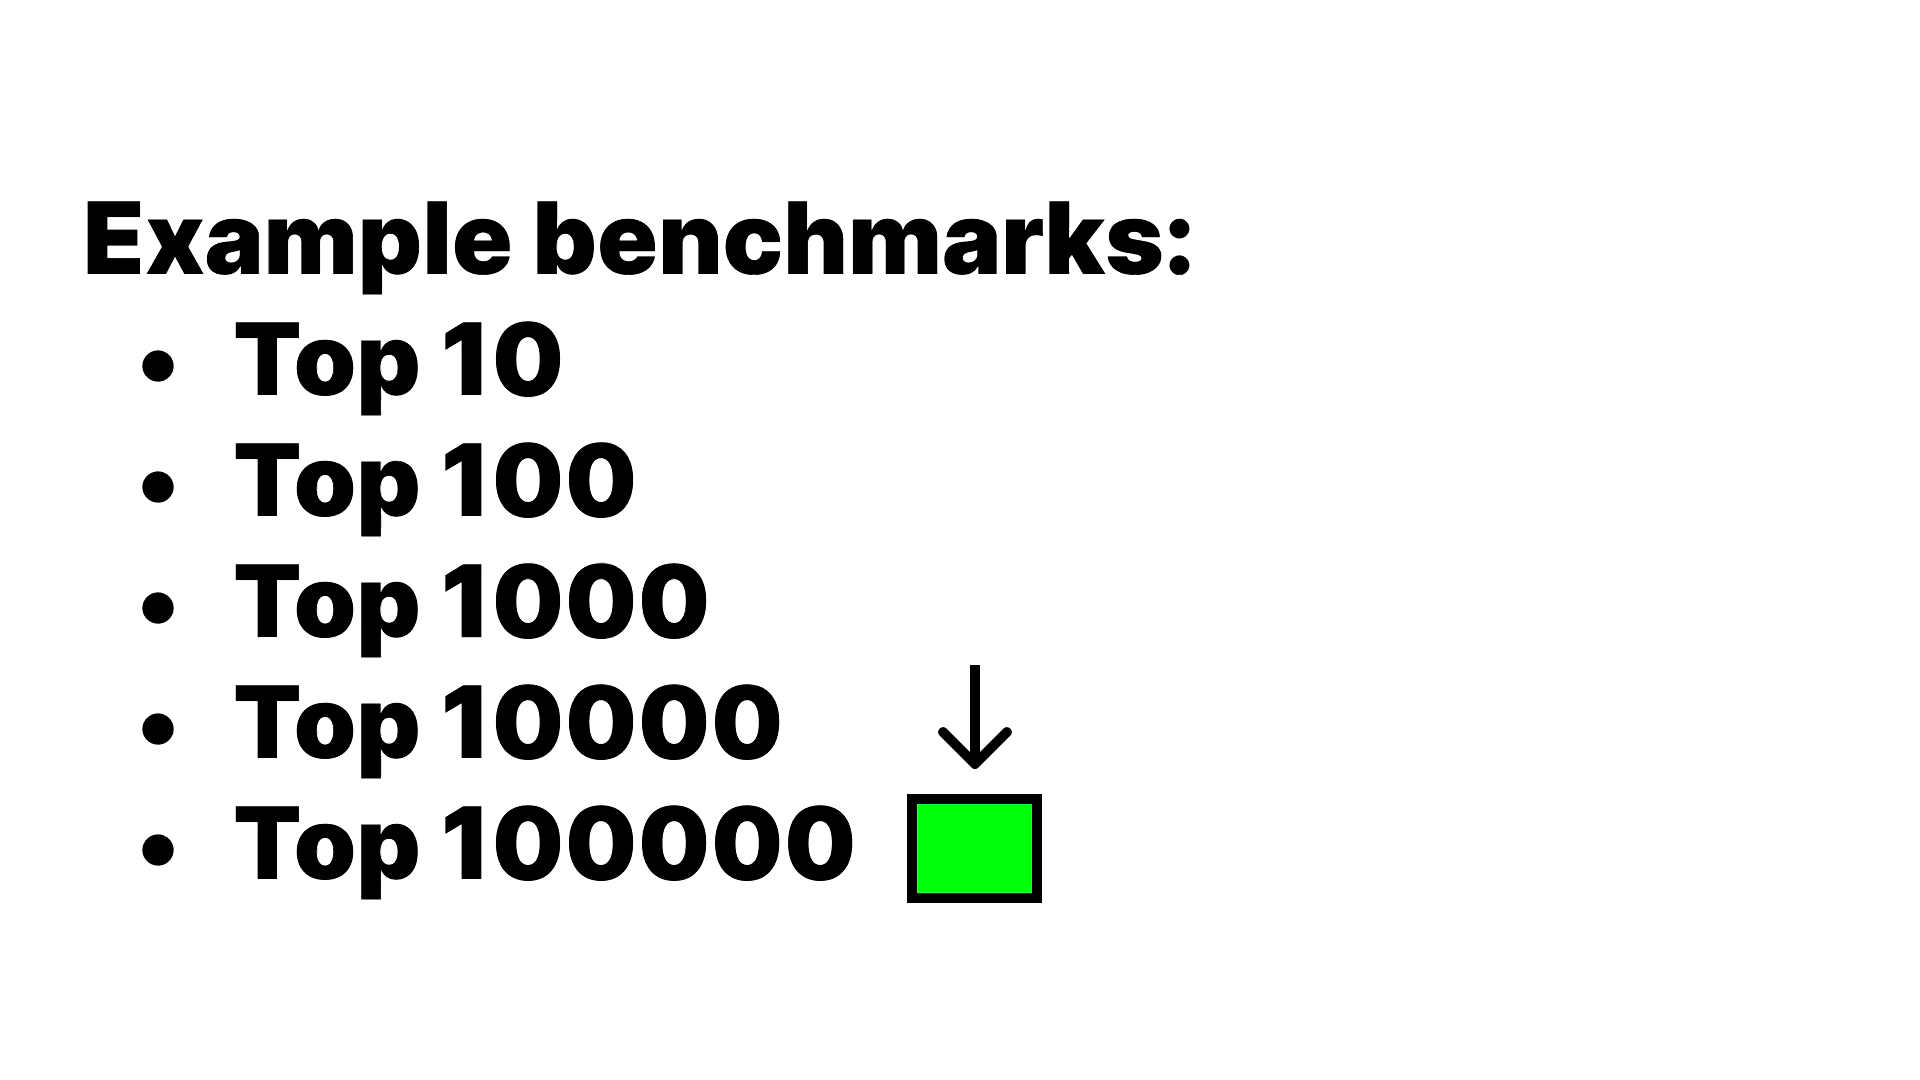 Example benchmarks:
• Top 10
• Top 100
• Top 1000
• Top 10000
• Top 100000